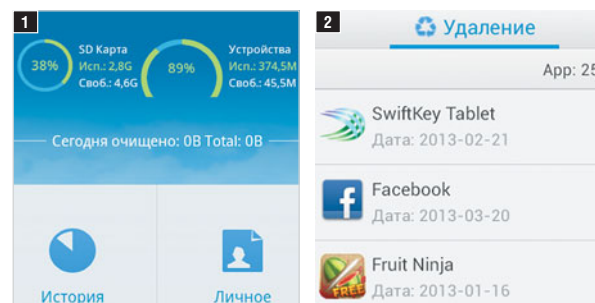 1
38%
SD Карта
Исп.: 2,8G
Своб.: 4,6G
89%
Устройства
Исп.: 374,5M
Своб.: 45,5M
Сегодня очищено: 0B Total: 0B
История
Личное
2
Удаление
App: 25
SwiftKey Tablet
Дата: 2013-02-21
Facebook
Дата: 2013-03-20
Fruit Ninja
Дата: 2013-01-16
FREE